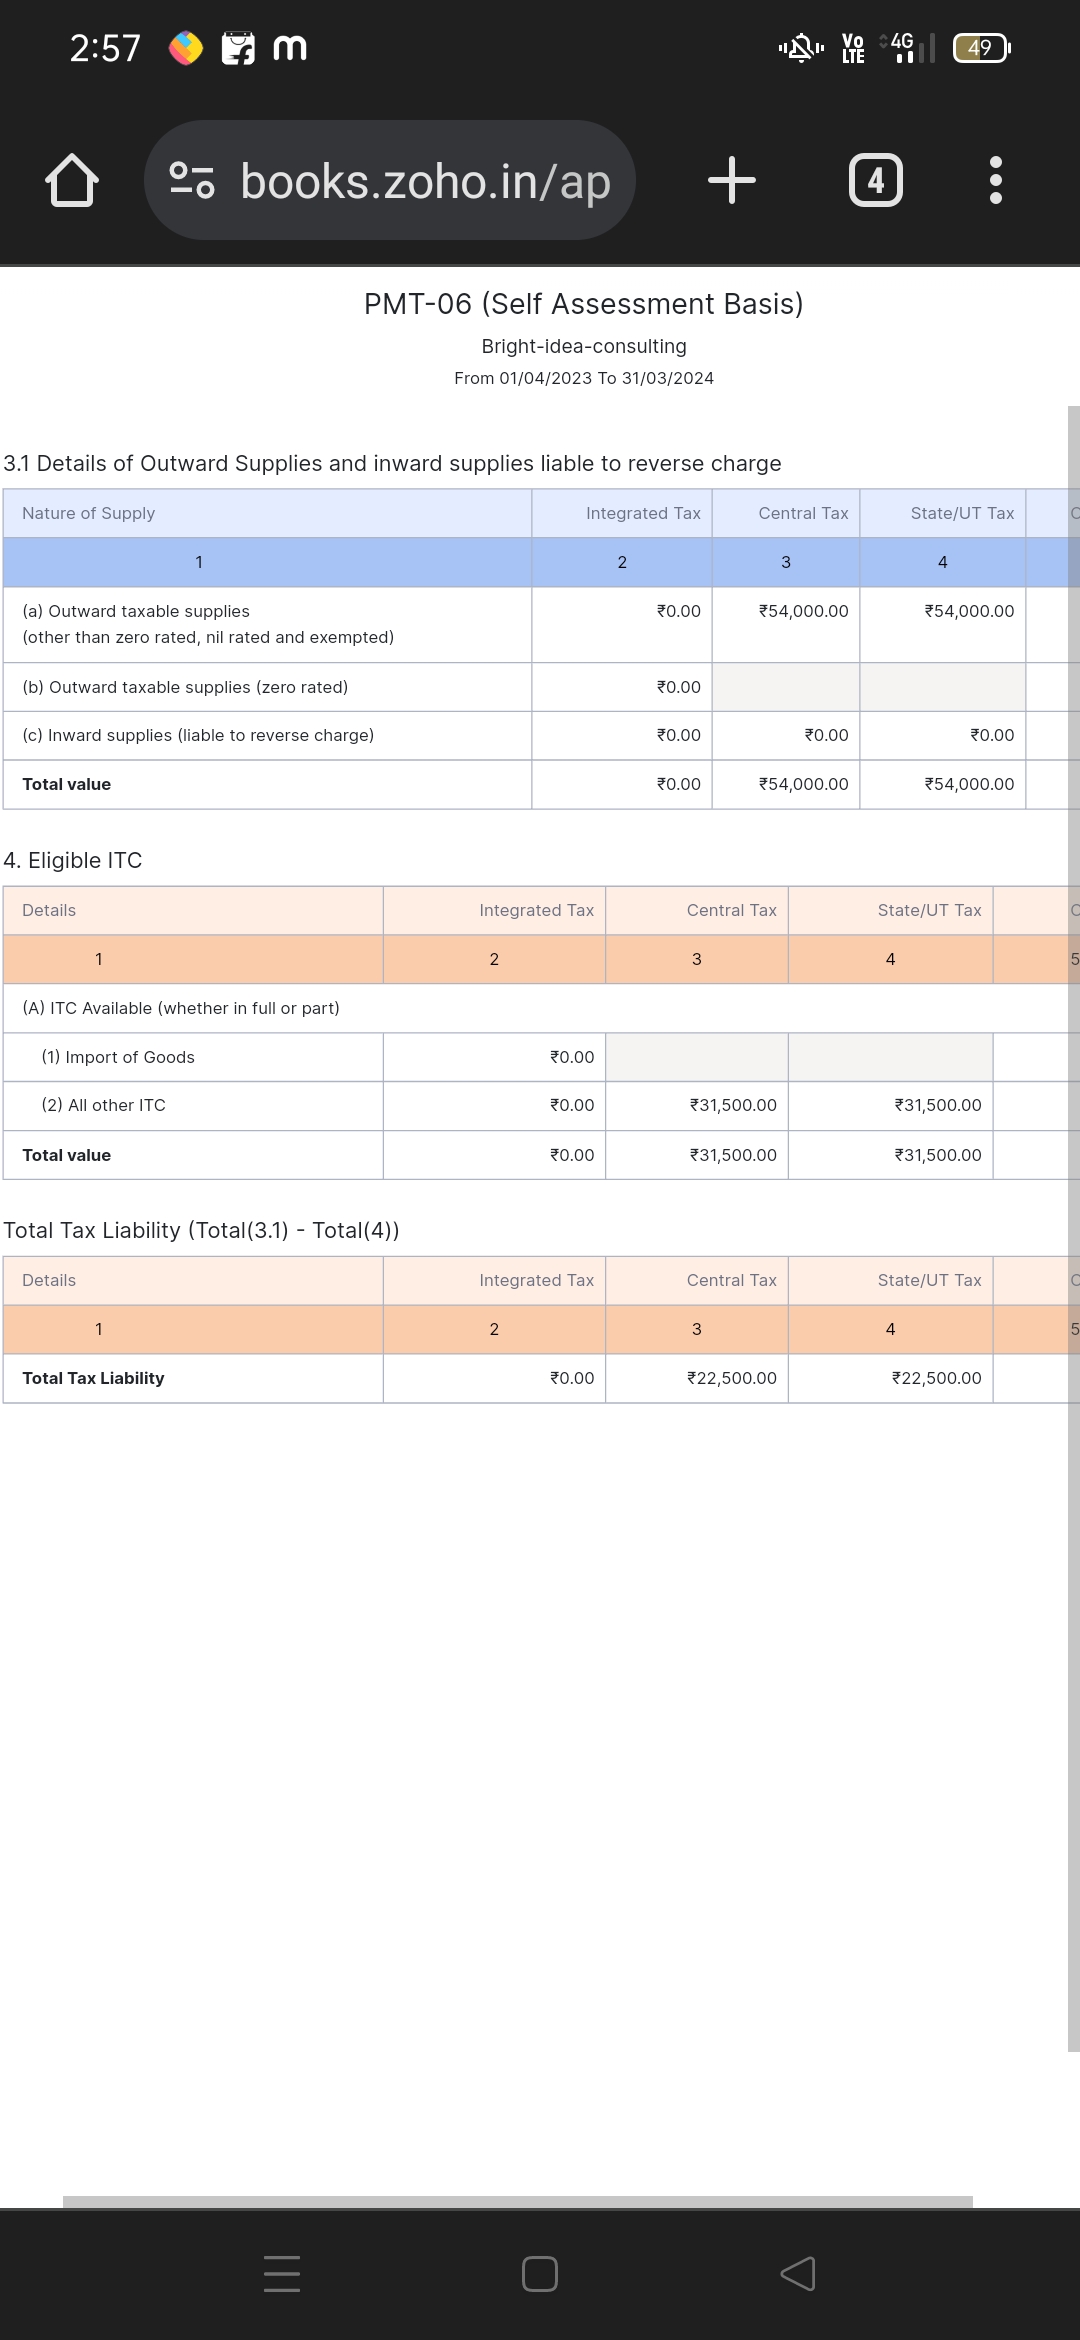 2:57 m Vo LTE 4G 49
books.zoho.in/ap 4
PMT-06 (Self Assessment Basis)
Bright-idea-consulting
From 01/04/2023 To 31/03/2024
3.1 Details of Outward Supplies and inward supplies liable to reverse charge
Nature of Supply Integrated Tax Central Tax State/UT Tax
1 2 3 4
(a) Outward taxable supplies ₹0.00 ₹54,000.00 ₹54,000.00
(other than zero rated, nil rated and exempted)
(b) Outward taxable supplies (zero rated) ₹0.00
(c) Inward supplies (liable to reverse charge) ₹0.00 ₹0.00 ₹0.00
Total value ₹0.00 ₹54,000.00 ₹54,000.00
4. Eligible ITC
Details Integrated Tax Central Tax State/UT Tax
1 2 3 4 5
(A) ITC Available (whether in full or part)
(1) Import of Goods ₹0.00
(2) All other ITC ₹0.00 ₹31,500.00 ₹31,500.00
Total value ₹0.00 ₹31,500.00 ₹31,500.00
Total Tax Liability (Total(3.1) - Total(4))
Details Integrated Tax Central Tax State/UT Tax
1 2 3 4 5
Total Tax Liability ₹0.00 ₹22,500.00 ₹22,500.00